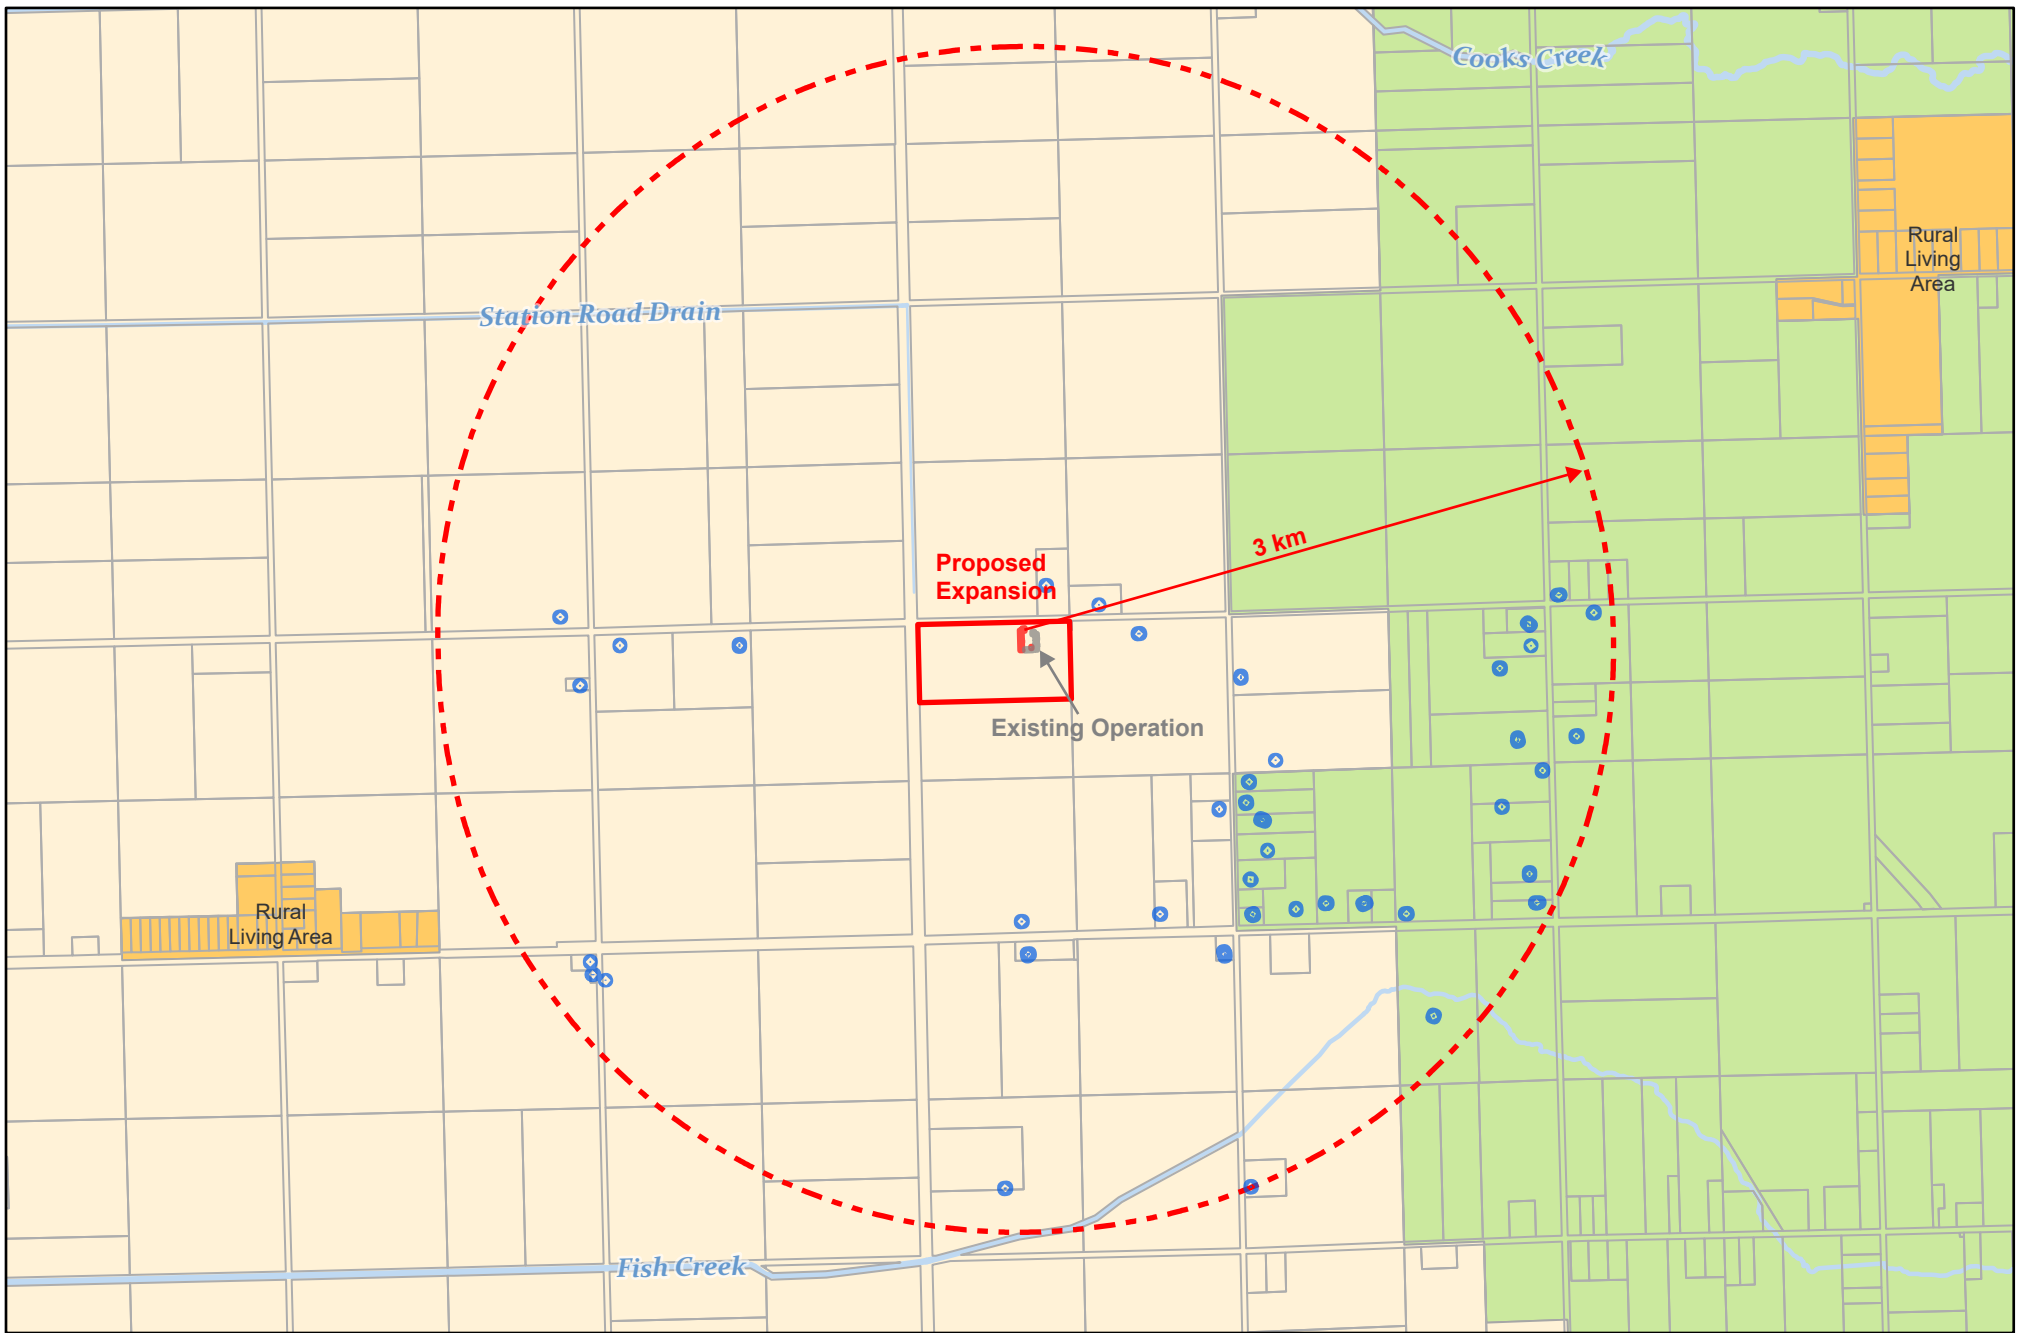 Cooks Creek
Rural
Living
Area
Station Road Drain
3 km
Proposed
Expansion
Existing Operation
Rural
Living Area
Fish Creek